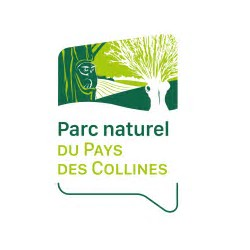 Parc naturel
DU PAYS
DES COLLINES